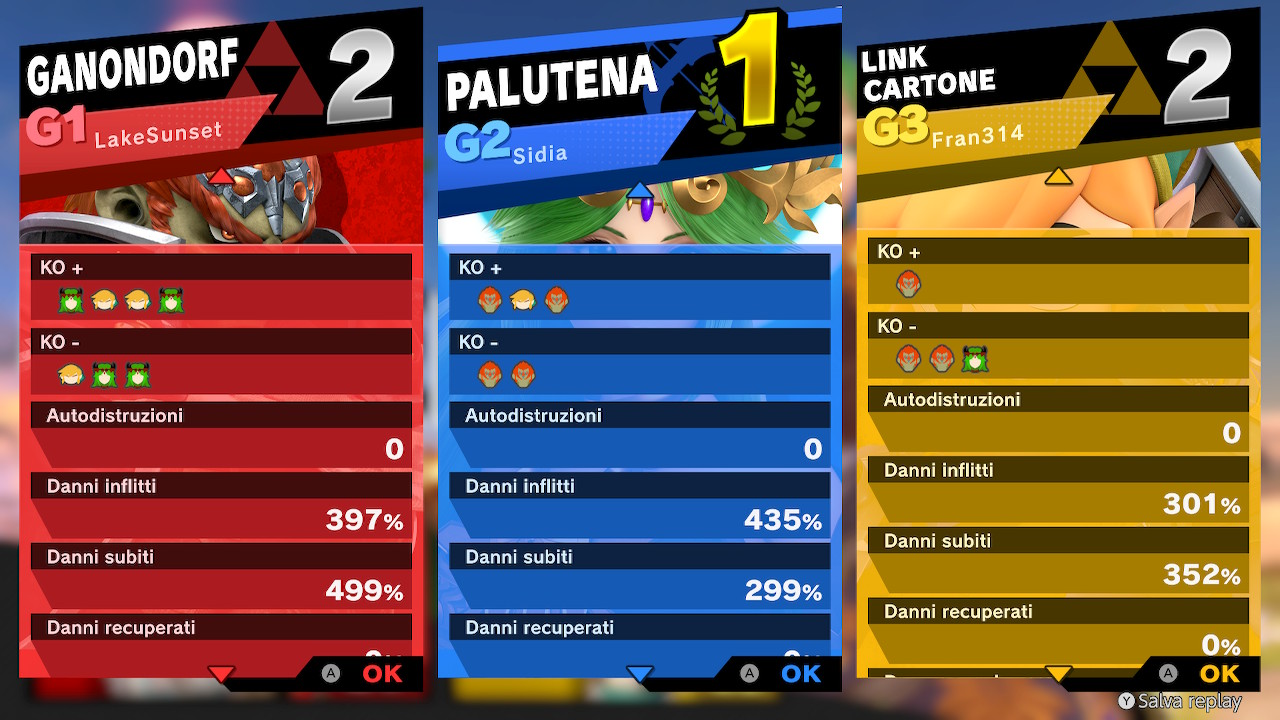 GANONDORF
2
G1 LakeSunset
KO +
KO -
Autodistruzioni
0
Danni inflitti
397%
Danni subiti
499%
Danni recuperati
A OK
PALUTENA
1
G2 Sidia
KO +
KO -
Autodistruzioni
0
Danni inflitti
435%
Danni subiti
299%
Danni recuperati
A OK
LINK
CARTONE
2
G3 Fran314
KO +
KO -
Autodistruzioni
0
Danni inflitti
301%
Danni subiti
352%
Danni recuperati
0%
A OK
Y Salva replay